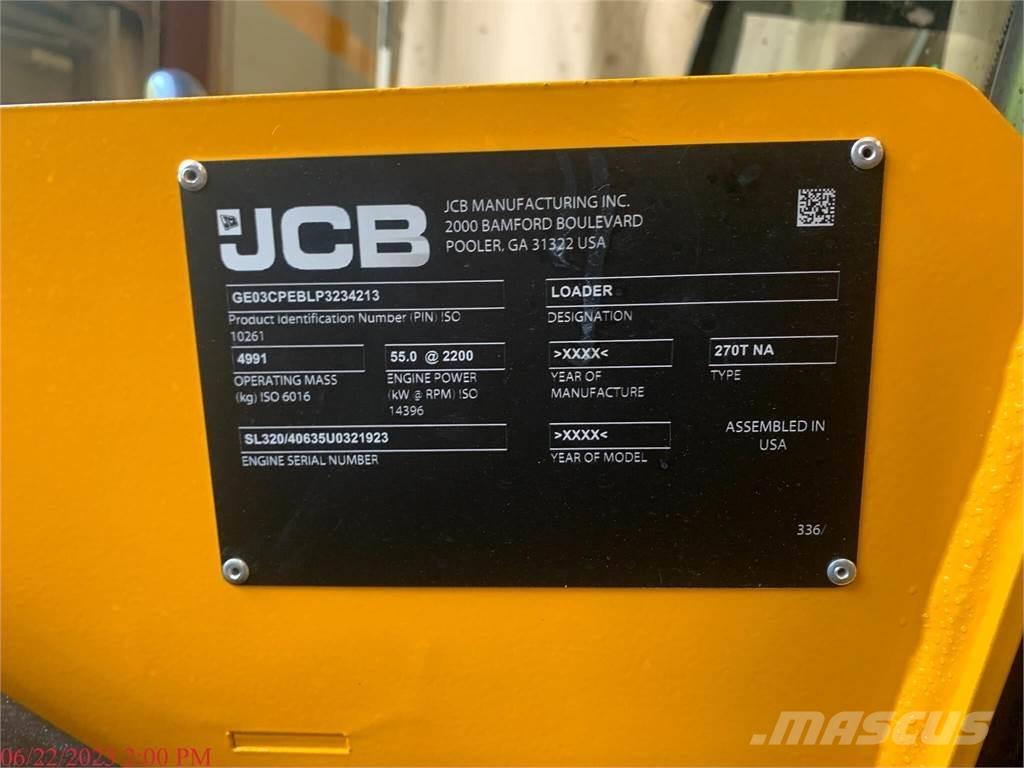 JCB
JCB MANUFACTURING INC.
2000 BAMFORD BOULEVARD
POOLER, GA 31322 USA
GE03CPEBLP3234213
Product Identification Number (PIN) ISO
10261
LOADER
DESIGNATION
4991
OPERATING MASS
(kg) ISO 6016
55.0 @ 2200
ENGINE POWER
(kW @ RPM) ISO
14396
>XXXX<
YEAR OF
MANUFACTURE
270T NA
TYPE
SL320/40635U0321923
ENGINE SERIAL NUMBER
>XXXX<
YEAR OF MODEL
ASSEMBLED IN
USA
336/
06/22/2023 2:00 PM
MASCUS